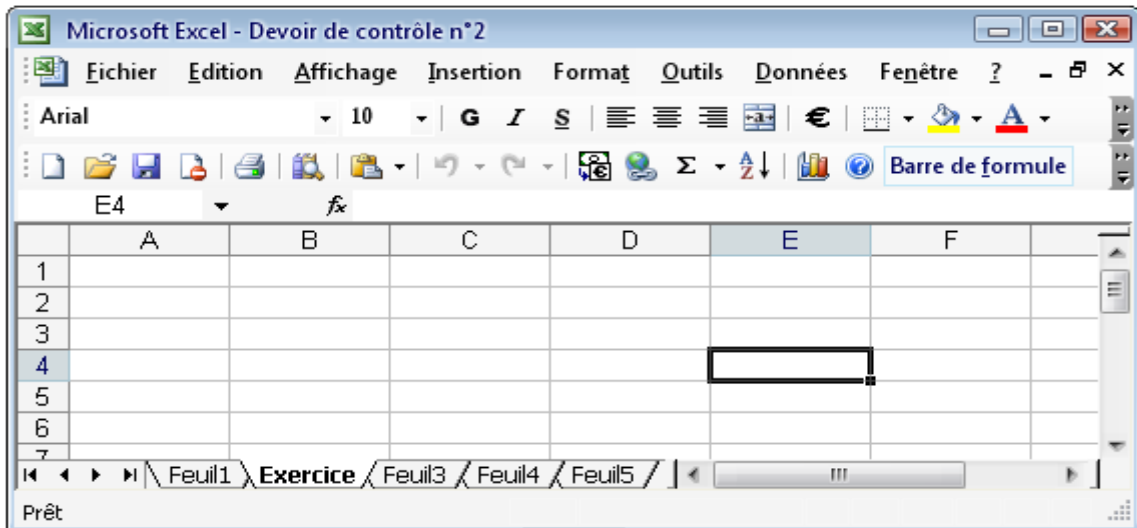 Microsoft Excel - Devoir de contrôle n°2
Fichier Edition Affichage Insertion Format Outils Données Fenêtre ?
Arial 10 G I S € A
Σ A Z ? Barre de formule
E4 fx
A B C D E F
1
2
3
4
5
6
7
Feuil1 Exercice Feuil3 Feuil4 Feuil5
Prêt